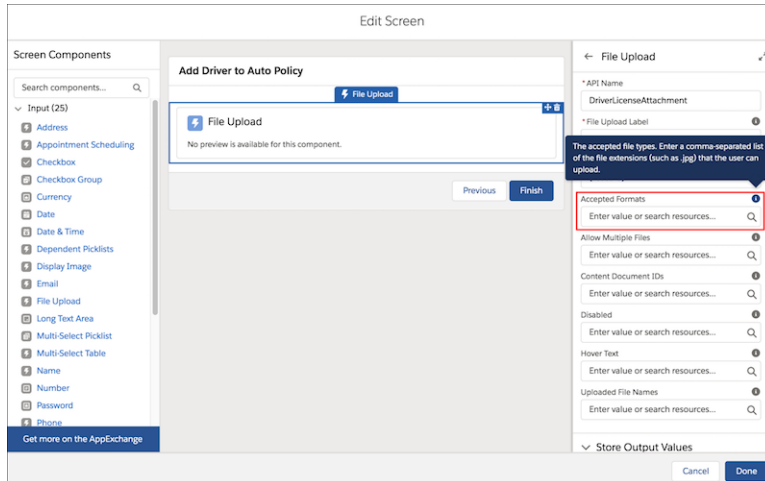 Edit Screen
Screen Components
Search components...
Input (25)
Address
Appointment Scheduling
Checkbox
Checkbox Group
Currency
Date
Date & Time
Dependent Picklists
Display Image
Email
File Upload
Long Text Area
Multi-Select Picklist
Multi-Select Table
Name
Number
Password
Phone
Get more on the AppExchange
Add Driver to Auto Policy
File Upload
File Upload
No preview is available for this component.
Previous
Finish
File Upload
*API Name
DriverLicenseAttachment
*File Upload Label
The accepted file types. Enter a comma-separated list
of the file extensions (such as .jpg) that the user can
upload.
Accepted Formats
Enter value or search resources...
Allow Multiple Files
Enter value or search resources...
Content Document IDs
Enter value or search resources...
Disabled
Enter value or search resources...
Hover Text
Enter value or search resources...
Uploaded File Names
Enter value or search resources...
Store Output Values
Cancel
Done